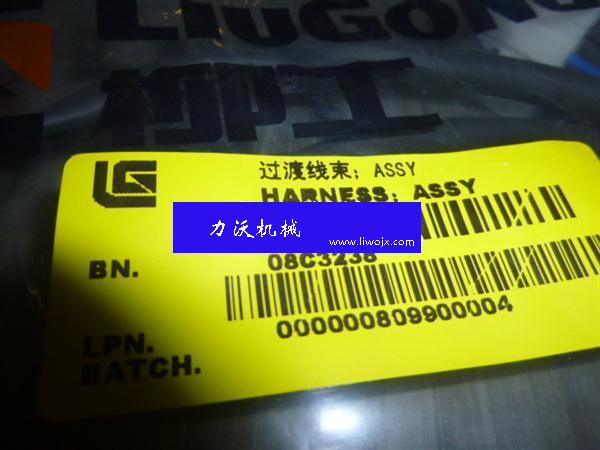 LIUGONG
柳工
过渡线束; ASSY
HARNESS; ASSY
力沃机械
www.liwojx.com
BN.
08C3238
LPN.
000000809900004
BATCH.